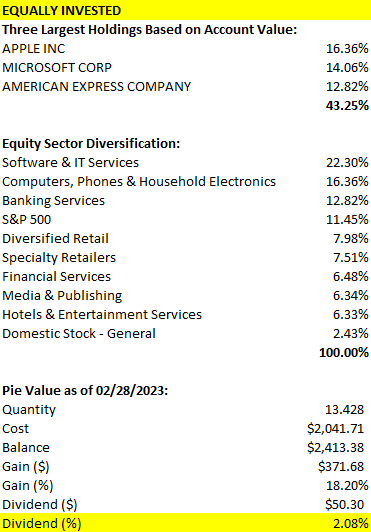 EQUALLY INVESTED
Three Largest Holdings Based on Account Value:
APPLE INC 16.36%
MICROSOFT CORP 14.06%
AMERICAN EXPRESS COMPANY 12.82%
43.25%
Equity Sector Diversification:
Software & IT Services 22.30%
Computers, Phones & Household Electronics 16.36%
Banking Services 12.82%
S&P 500 11.45%
Diversified Retail 7.98%
Specialty Retailers 7.51%
Financial Services 6.48%
Media & Publishing 6.34%
Hotels & Entertainment Services 6.33%
Domestic Stock - General 2.43%
100.00%
Pie Value as of 02/28/2023:
Quantity 13.428
Cost $2,041.71
Balance $2,413.38
Gain ($) $371.68
Gain (%) 18.20%
Dividend ($) $50.30
Dividend (%) 2.08%